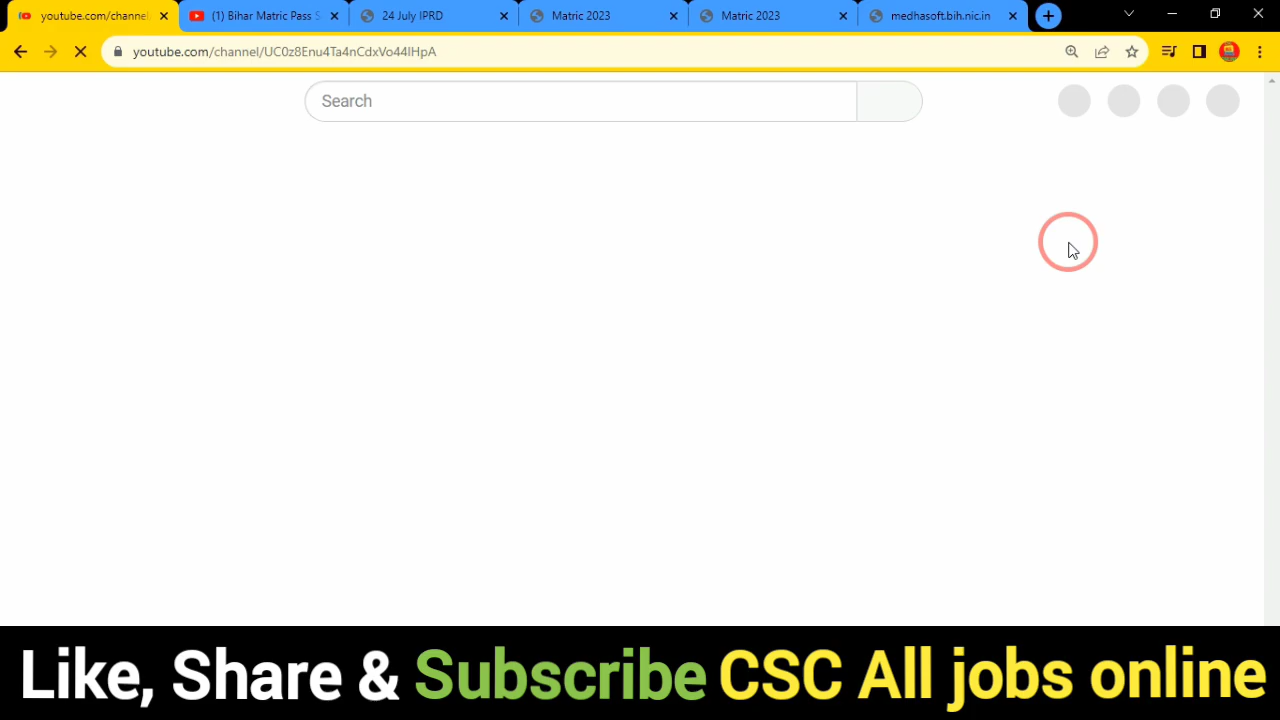 youtube.com/channel
(1) Bihar Matric Pass S
24 July IPRD
Matric 2023
Matric 2023
medhasoft.bih.nic.in
youtube.com/channel/UC0z8Enu4Ta4nCdxVo44IHpA
Search
Like, Share & Subscribe CSC All jobs online